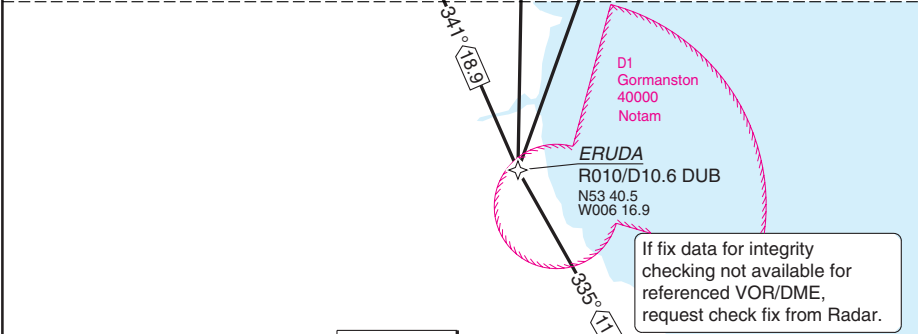 341° 18.9
D1
Gormanston
40000
Notam
ERUDA
R010/D10.6 DUB
N53 40.5
W006 16.9
If fix data for integrity
checking not available for
referenced VOR/DME,
request check fix from Radar.
335° 11